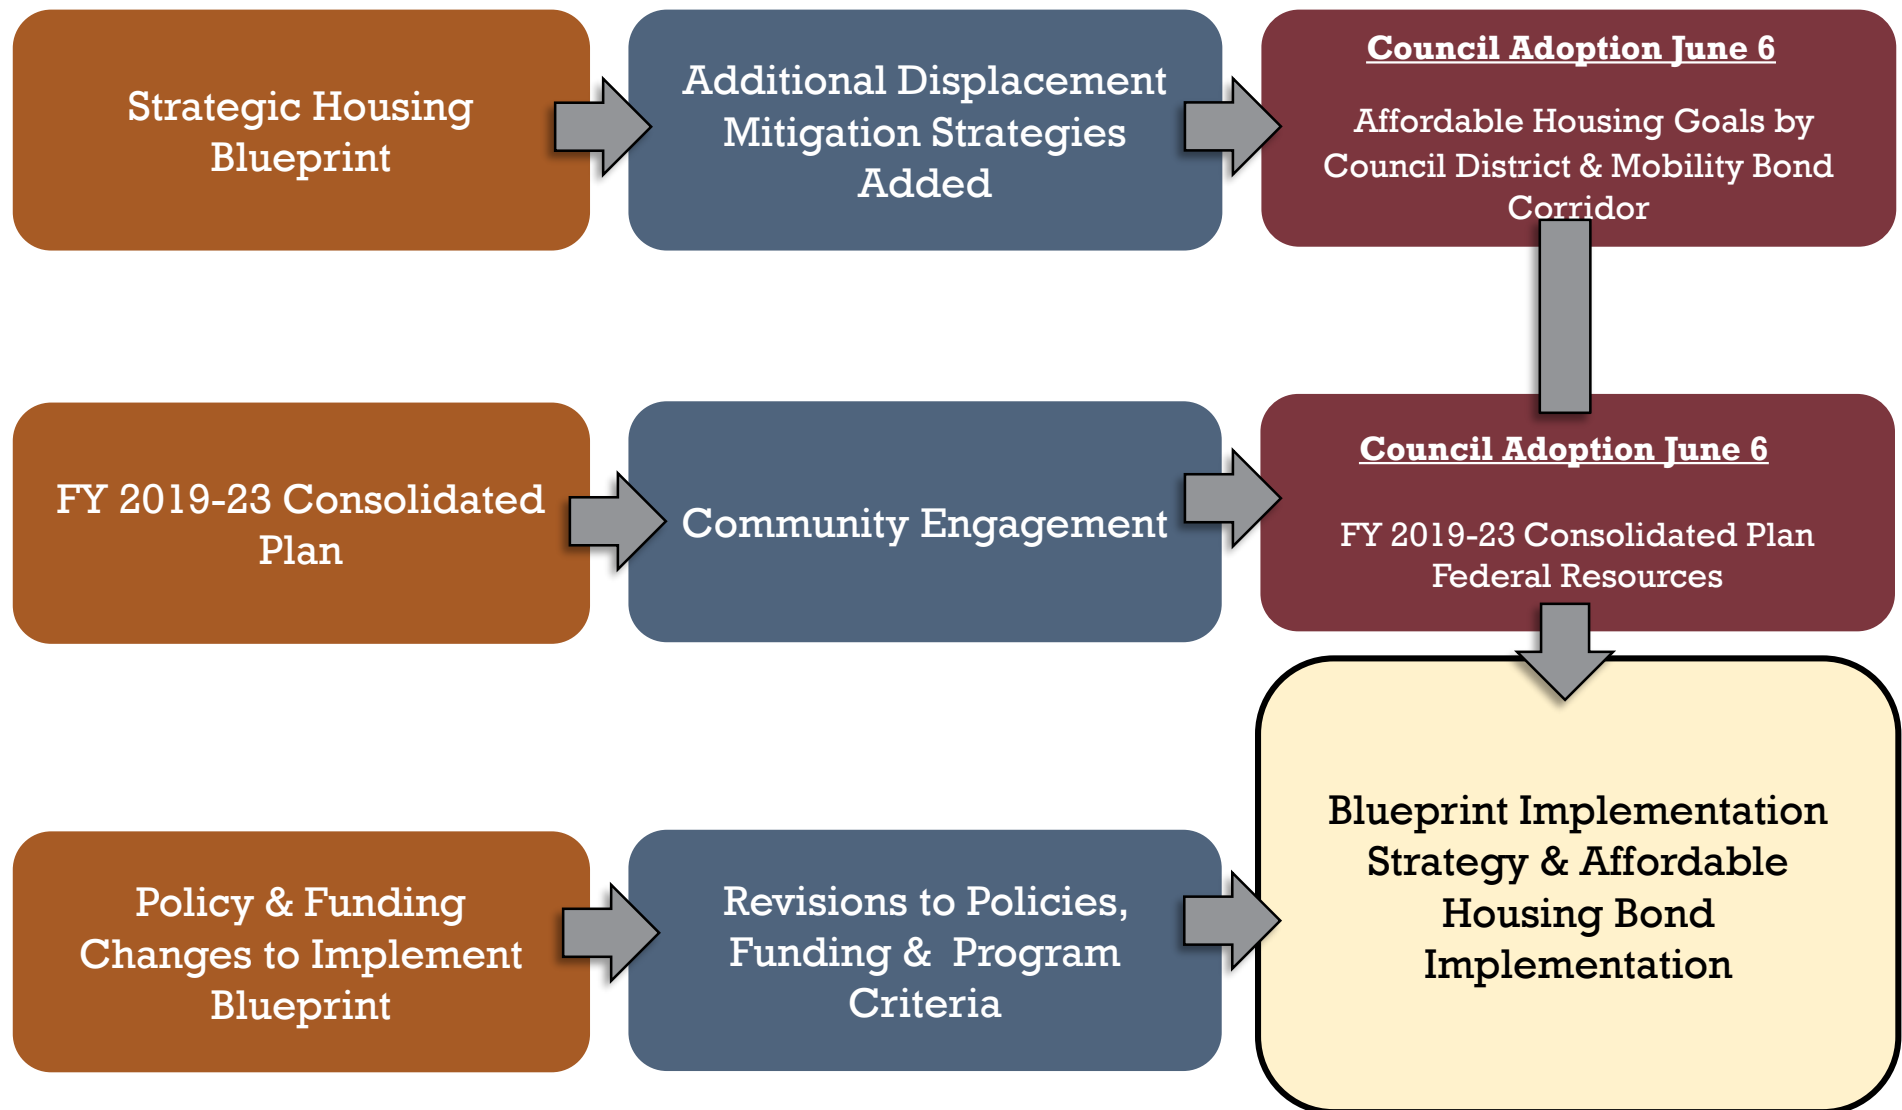 Strategic Housing
Blueprint
Additional Displacement
Mitigation Strategies
Added
Council Adoption June 6
Affordable Housing Goals by
Council District & Mobility Bond
Corridor
FY 2019-23 Consolidated
Plan
Community Engagement
Council Adoption June 6
FY 2019-23 Consolidated Plan
Federal Resources
Policy & Funding
Changes to Implement
Blueprint
Revisions to Policies,
Funding & Program
Criteria
Blueprint Implementation
Strategy & Affordable
Housing Bond
Implementation